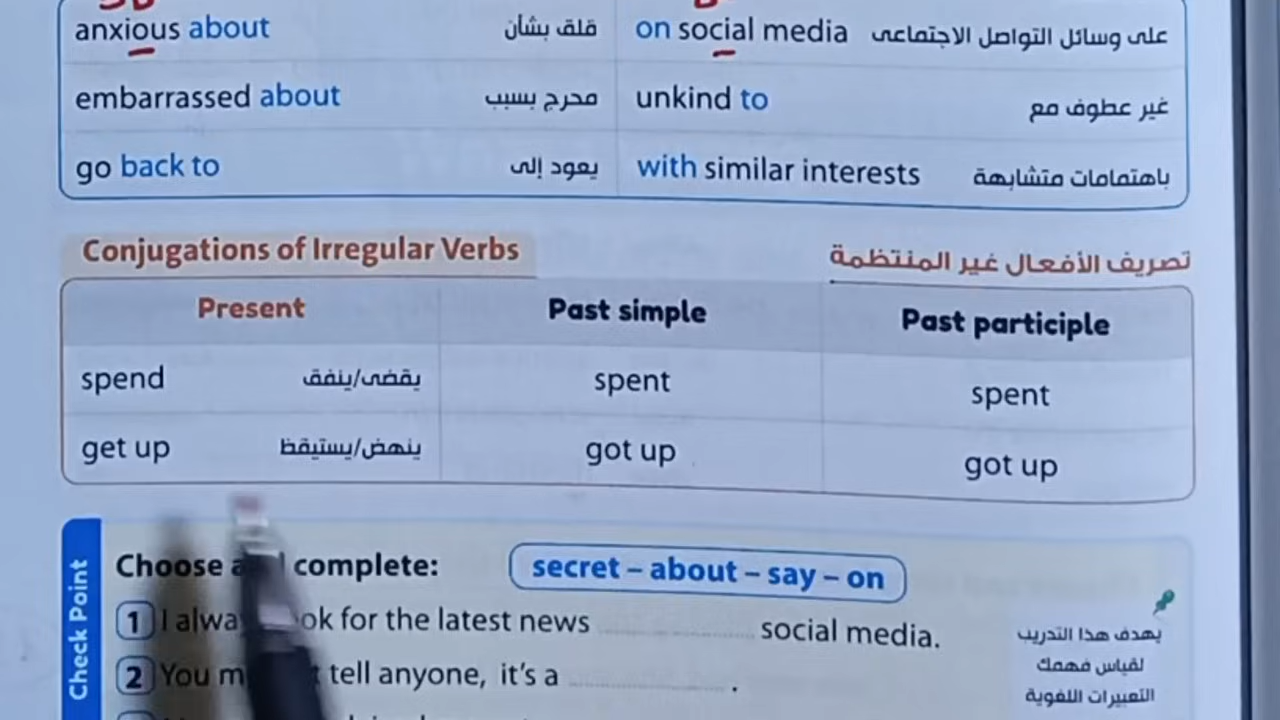 anxious about قلق بشأن on social media على وسائل التواصل الاجتماعى
embarrassed about محرج بسبب unkind to غير عطوف مع
go back to يعود إلى with similar interests باهتمامات متشابهة
Conjugations of Irregular Verbs تصريف الأفعال غير المنتظمة
Present Past simple Past participle
spend يقضى/ينفق spent spent
get up ينهض/يستيقظ got up got up
Check Point
Choose complete: secret – about – say – on
1 I for the latest news social media.
2 You tell anyone, it's a .
يهدف هذا التدريب
لقياس فهمك
التعبيرات اللغوية